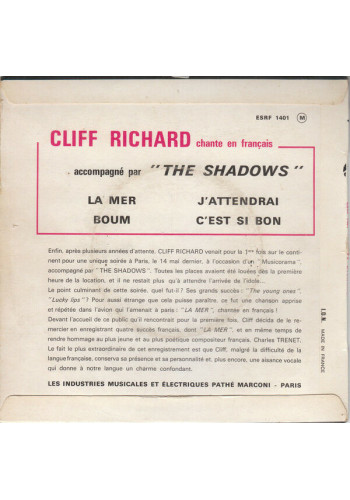 ESRF 1401 M
CLIFF RICHARD chante en français
accompagné par "THE SHADOWS"
LA MER J'ATTENDRAI
BOUM C'EST SI BON
Enfin, après plusieurs années d'attente, CLIFF RICHARD venait pour la 1ère fois sur le conti-
nent pour une unique soirée à Paris, le 14 mai dernier, à l'occasion d'un "Musicorama",
accompagné par "THE SHADOWS". Toutes les places avaient été louées dès la première
heure de la location, et il ne restait plus qu'à attendre l'arrivée de l'idole...
Le point culminant de cette soirée, quel fut-il ? Ses grands succès : "The young ones",
"Lucky lips" ? Pour aussi étrange que cela puisse paraître, ce fut une chanson apprise
et répétée dans l'avion qui l'amenait à paris : "LA MER", chantée en français !
Devant l'accueil de ce public qu'il rencontrait pour la première fois, Cliff décida de le re-
mercier en enregistrant quatre succès français, dont "LA MER", et en même temps de
rendre hommage au plus jeune et au plus poétique compositeur français, Charles TRENET.
Le fait le plus extraordinaire de cet enregistrement est que Cliff, malgré la difficulté de la
langue française, conserva sa présence et sa personnalité et, plus encore, une aisance vocale
qui donne à notre langue un charme confondant.
LES INDUSTRIES MUSICALES ET ÉLECTRIQUES PATHÉ MARCONI - PARIS
MADE IN FRANCE